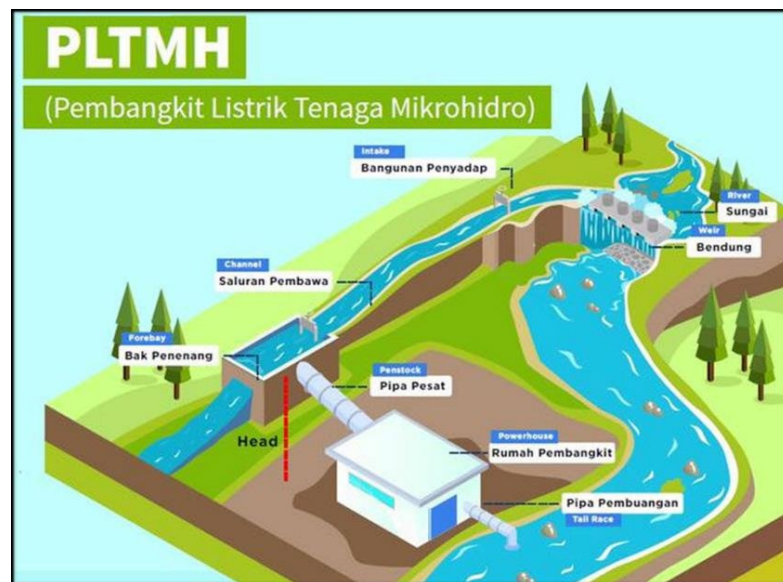 PLTMH
(Pembangkit Listrik Tenaga Mikrohidro)
Intake
Bangunan Penyadap
River
Sungai
Weir
Bendung
Channel
Saluran Pembawa
Forebay
Bak Penenang
Penstock
Pipa Pesat
Head
Powerhouse
Rumah Pembangkit
Pipa Pembuangan
Tail Race